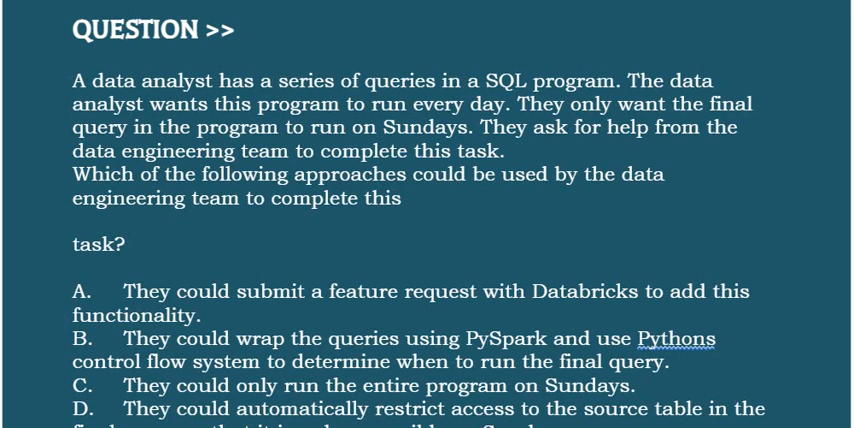 QUESTION >>
A data analyst has a series of queries in a SQL program. The data
analyst wants this program to run every day. They only want the final
query in the program to run on Sundays. They ask for help from the
data engineering team to complete this task.
Which of the following approaches could be used by the data
engineering team to complete this
task?
A. They could submit a feature request with Databricks to add this
functionality.
B. They could wrap the queries using PySpark and use Pythons
control flow system to determine when to run the final query.
C. They could only run the entire program on Sundays.
D. They could automatically restrict access to the source table in the